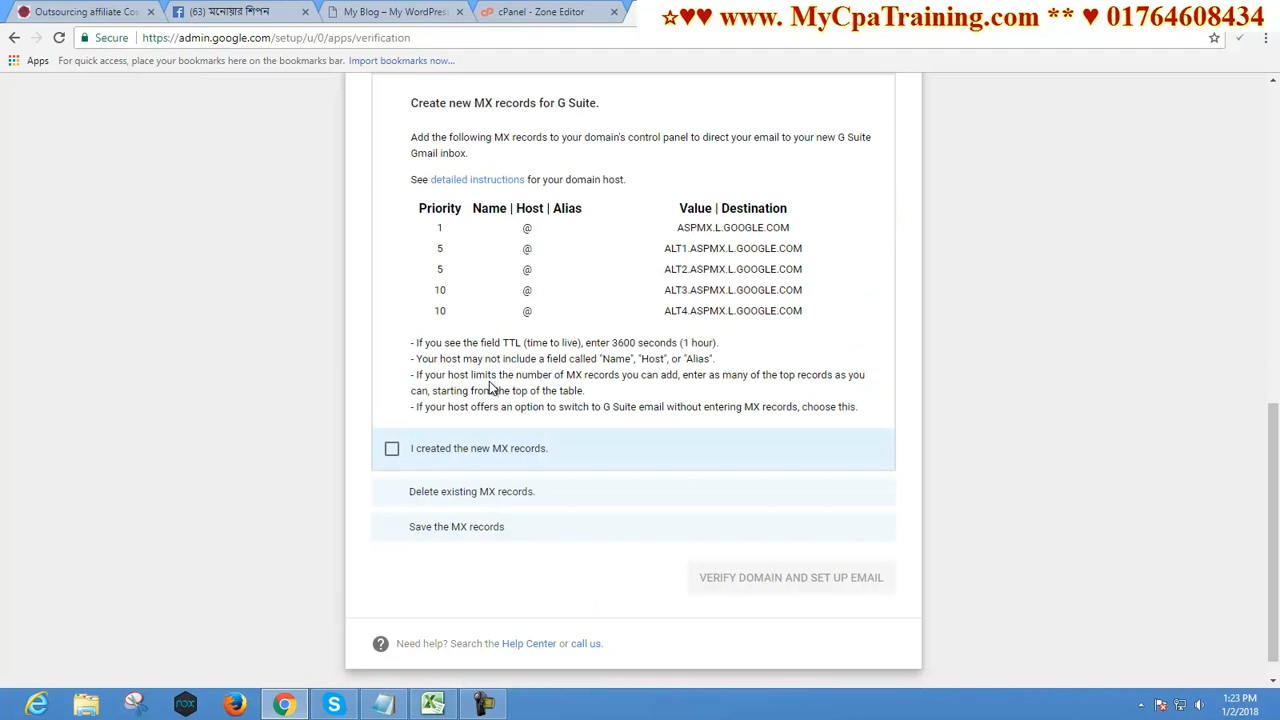 Outsourcing affiliate Co
(63) মনোয়ার শিপন
My Blog – My WordPress
cPanel - Zone Editor
☆♥♥ www. MyCpaTraining.com ** ♥ 01764608434
Secure
https://admin.google.com/setup/u/0/apps/verification
Apps
For quick access, place your bookmarks here on the bookmarks bar. Import bookmarks now...
Create new MX records for G Suite.
Add the following MX records to your domain's control panel to direct your email to your new G Suite
Gmail inbox.
See detailed instructions for your domain host.
Priority Name | Host | Alias Value | Destination
1 @ ASPMX.L.GOOGLE.COM
5 @ ALT1.ASPMX.L.GOOGLE.COM
5 @ ALT2.ASPMX.L.GOOGLE.COM
10 @ ALT3.ASPMX.L.GOOGLE.COM
10 @ ALT4.ASPMX.L.GOOGLE.COM
- If you see the field TTL (time to live), enter 3600 seconds (1 hour).
- Your host may not include a field called "Name", "Host", or "Alias".
- If your host limits the number of MX records you can add, enter as many of the top records as you
can, starting from the top of the table.
- If your host offers an option to switch to G Suite email without entering MX records, choose this.
I created the new MX records.
Delete existing MX records.
Save the MX records
VERIFY DOMAIN AND SET UP EMAIL
Need help? Search the Help Center or call us.
nox
1:23 PM
1/2/2018